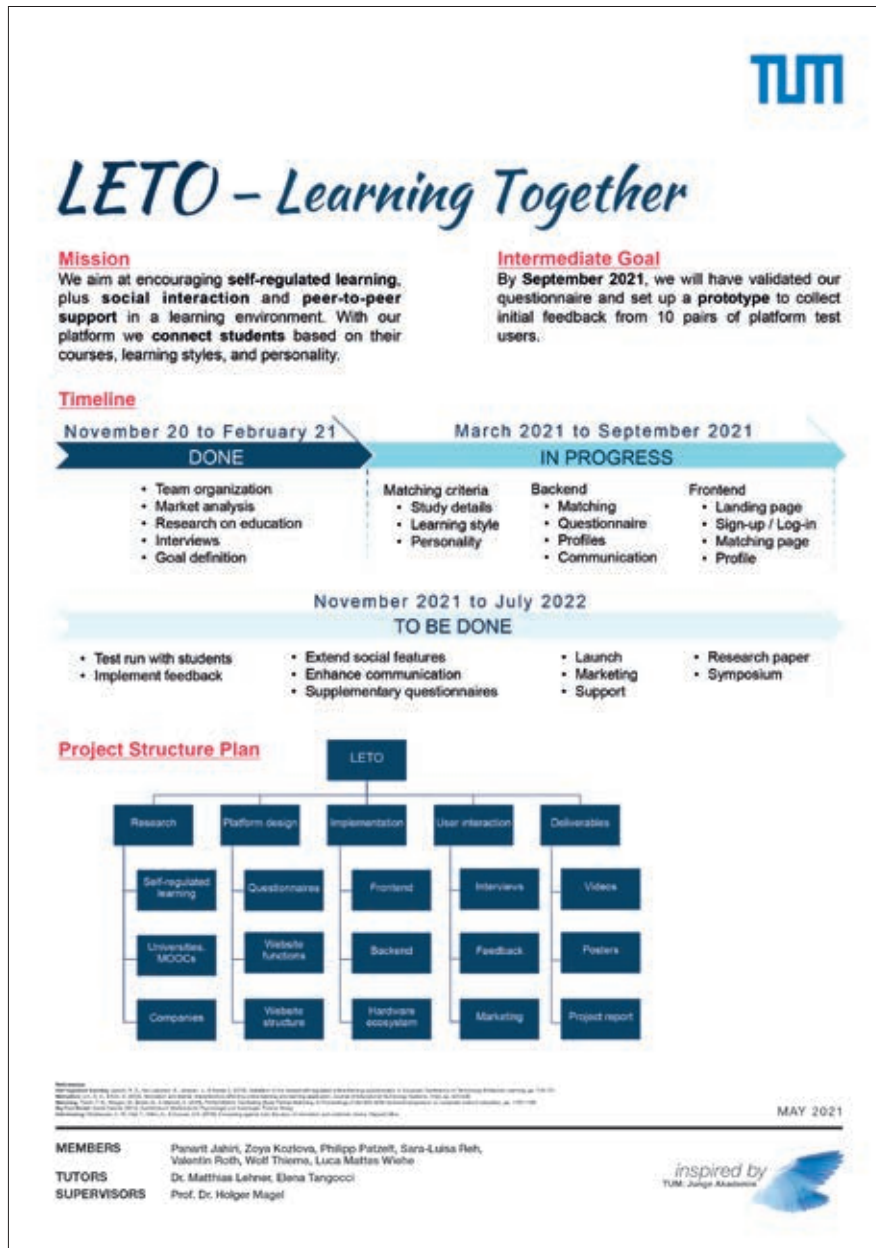 TUM
LETO – Learning Together
Mission
We aim at encouraging self-regulated learning,
plus social interaction and peer-to-peer
support in a learning environment. With our
platform we connect students based on their
courses, learning styles, and personality.
Intermediate Goal
By September 2021, we will have validated our
questionnaire and set up a prototype to collect
initial feedback from 10 pairs of platform test
users.
Timeline
November 20 to February 21
DONE
• Team organization
• Market analysis
• Research on education
• Interviews
• Goal definition
March 2021 to September 2021
IN PROGRESS
Matching criteria
• Study details
• Learning style
• Personality
Backend
• Matching
• Questionnaire
• Profiles
• Communication
Frontend
• Landing page
• Sign-up / Log-in
• Matching page
• Profile
November 2021 to July 2022
TO BE DONE
• Test run with students
• Implement feedback
• Extend social features
• Enhance communication
• Supplementary questionnaires
• Launch
• Marketing
• Support
• Research paper
• Symposium
Project Structure Plan
LETO
Research
Platform design
Implementation
User interaction
Deliverables
Self-regulated
learning
Questionnaires
Frontend
Interviews
Videos
Universities,
MOOCs
Website
functions
Backend
Feedback
Posters
Companies
Website
structure
Hardware
ecosystem
Marketing
Project report
References
MAY 2021
MEMBERS
Panarit Jahiri, Zoya Kozlova, Philipp Patzelt, Sara-Luisa Reh,
Valentin Roth, Wolf Thieme, Luca Mattes Wiehe
TUTORS
Dr. Matthias Lehner, Elena Tangocci
SUPERVISORS
Prof. Dr. Holger Magel
inspired by
TUM: Junge Akademie